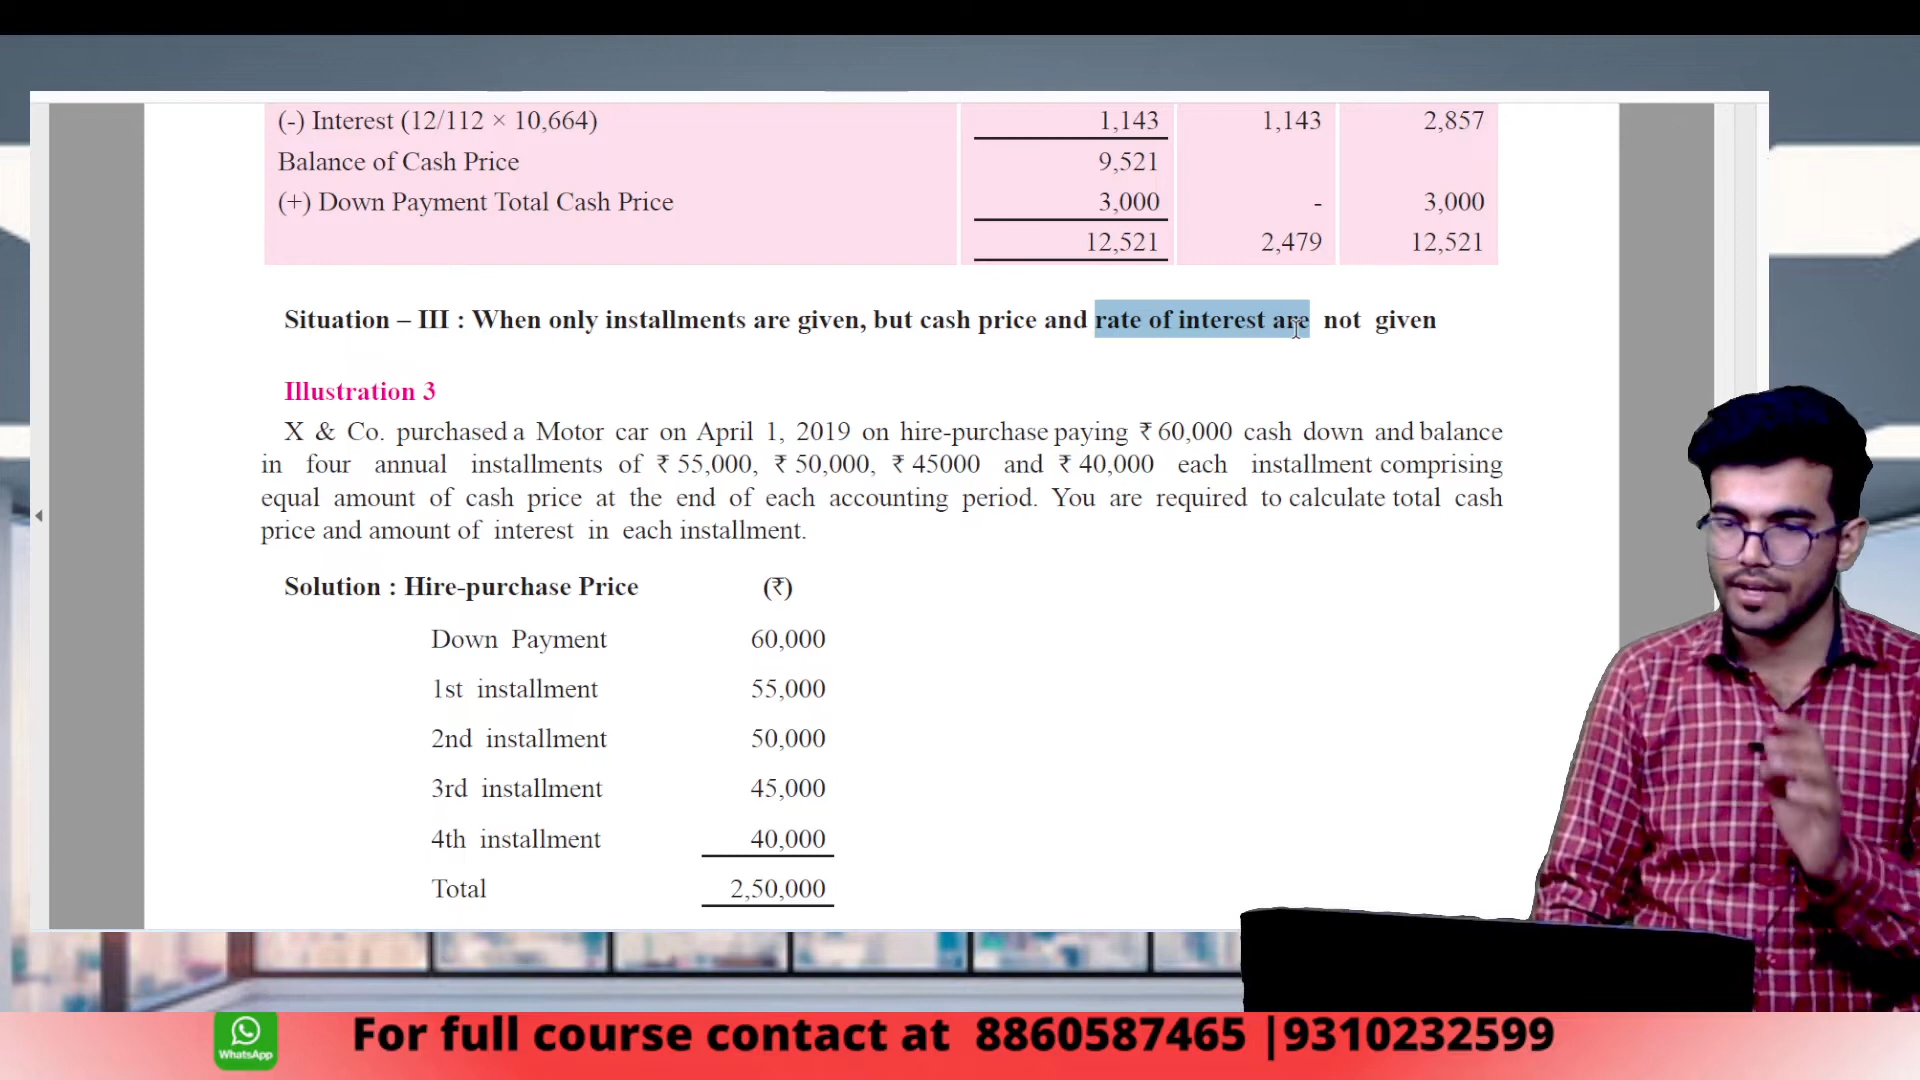 (-) Interest (12/112 × 10,664) 1,143 1,143 2,857
Balance of Cash Price 9,521
(+) Down Payment Total Cash Price 3,000 - 3,000
12,521 2,479 12,521
Situation – III : When only installments are given, but cash price and rate of interest are not given
Illustration 3
X & Co. purchased a Motor car on April 1, 2019 on hire-purchase paying ₹ 60,000 cash down and balance
in four annual installments of ₹ 55,000, ₹ 50,000, ₹ 45000 and ₹ 40,000 each installment comprising
equal amount of cash price at the end of each accounting period. You are required to calculate total cash
price and amount of interest in each installment.
Solution : Hire-purchase Price (₹)
Down Payment 60,000
1st installment 55,000
2nd installment 50,000
3rd installment 45,000
4th installment 40,000
Total 2,50,000
WhatsApp
For full course contact at 8860587465 |9310232599